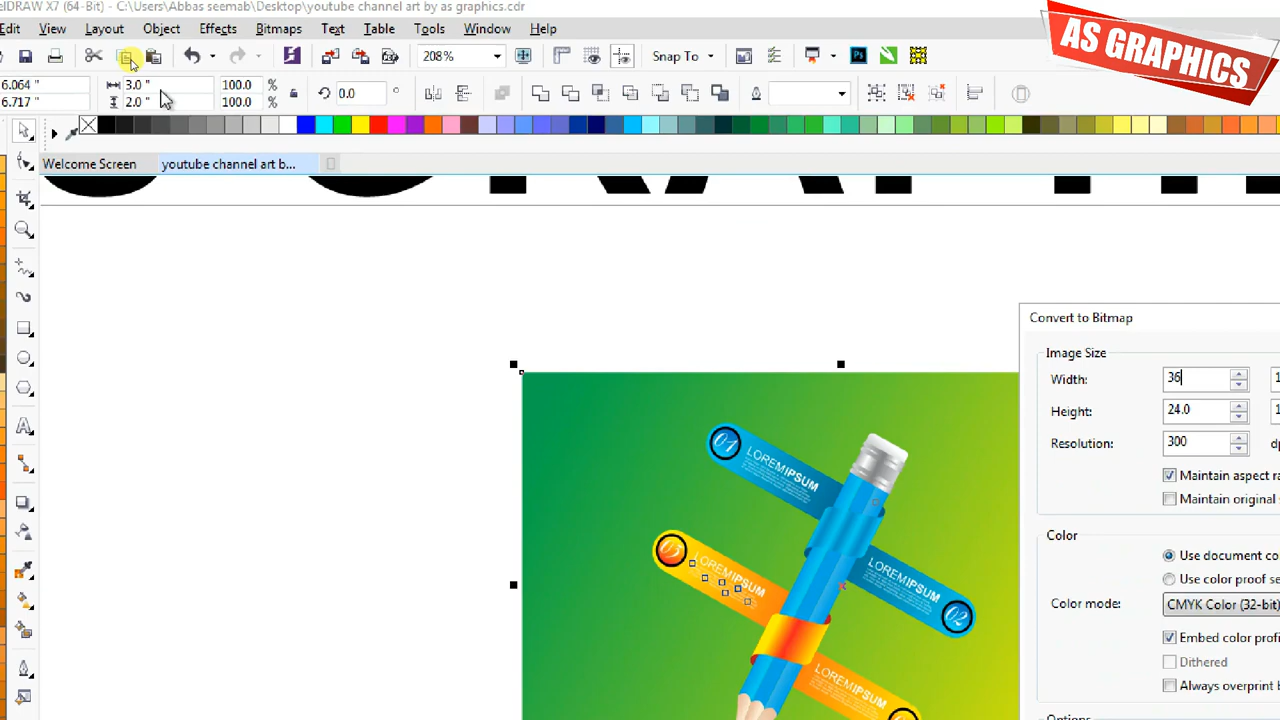 elDRAW X7 (64-Bit) - C:\Users\Abbas seemab\Desktop\youtube channel art by as graphics.cdr
Edit View Layout Object Effects Bitmaps Text Table Tools Window Help
AS GRAPHICS
208% Snap To
6.064 " 3.0 " 100.0 % 0.0 °
6.717 " 2.0 " 100.0 %
Welcome Screen youtube channel art b...
Convert to Bitmap
Image Size
Width: 36
Height: 24.0
Resolution: 300
Maintain aspect ra
Maintain original s
Color
Use document co
Use color proof se
Color mode: CMYK Color (32-bit)
Embed color profi
Dithered
Always overprint b
Options
01 LOREMIPSUM
03 LOREMIPSUM
LOREMIPSUM 02
LOREMIPSUM